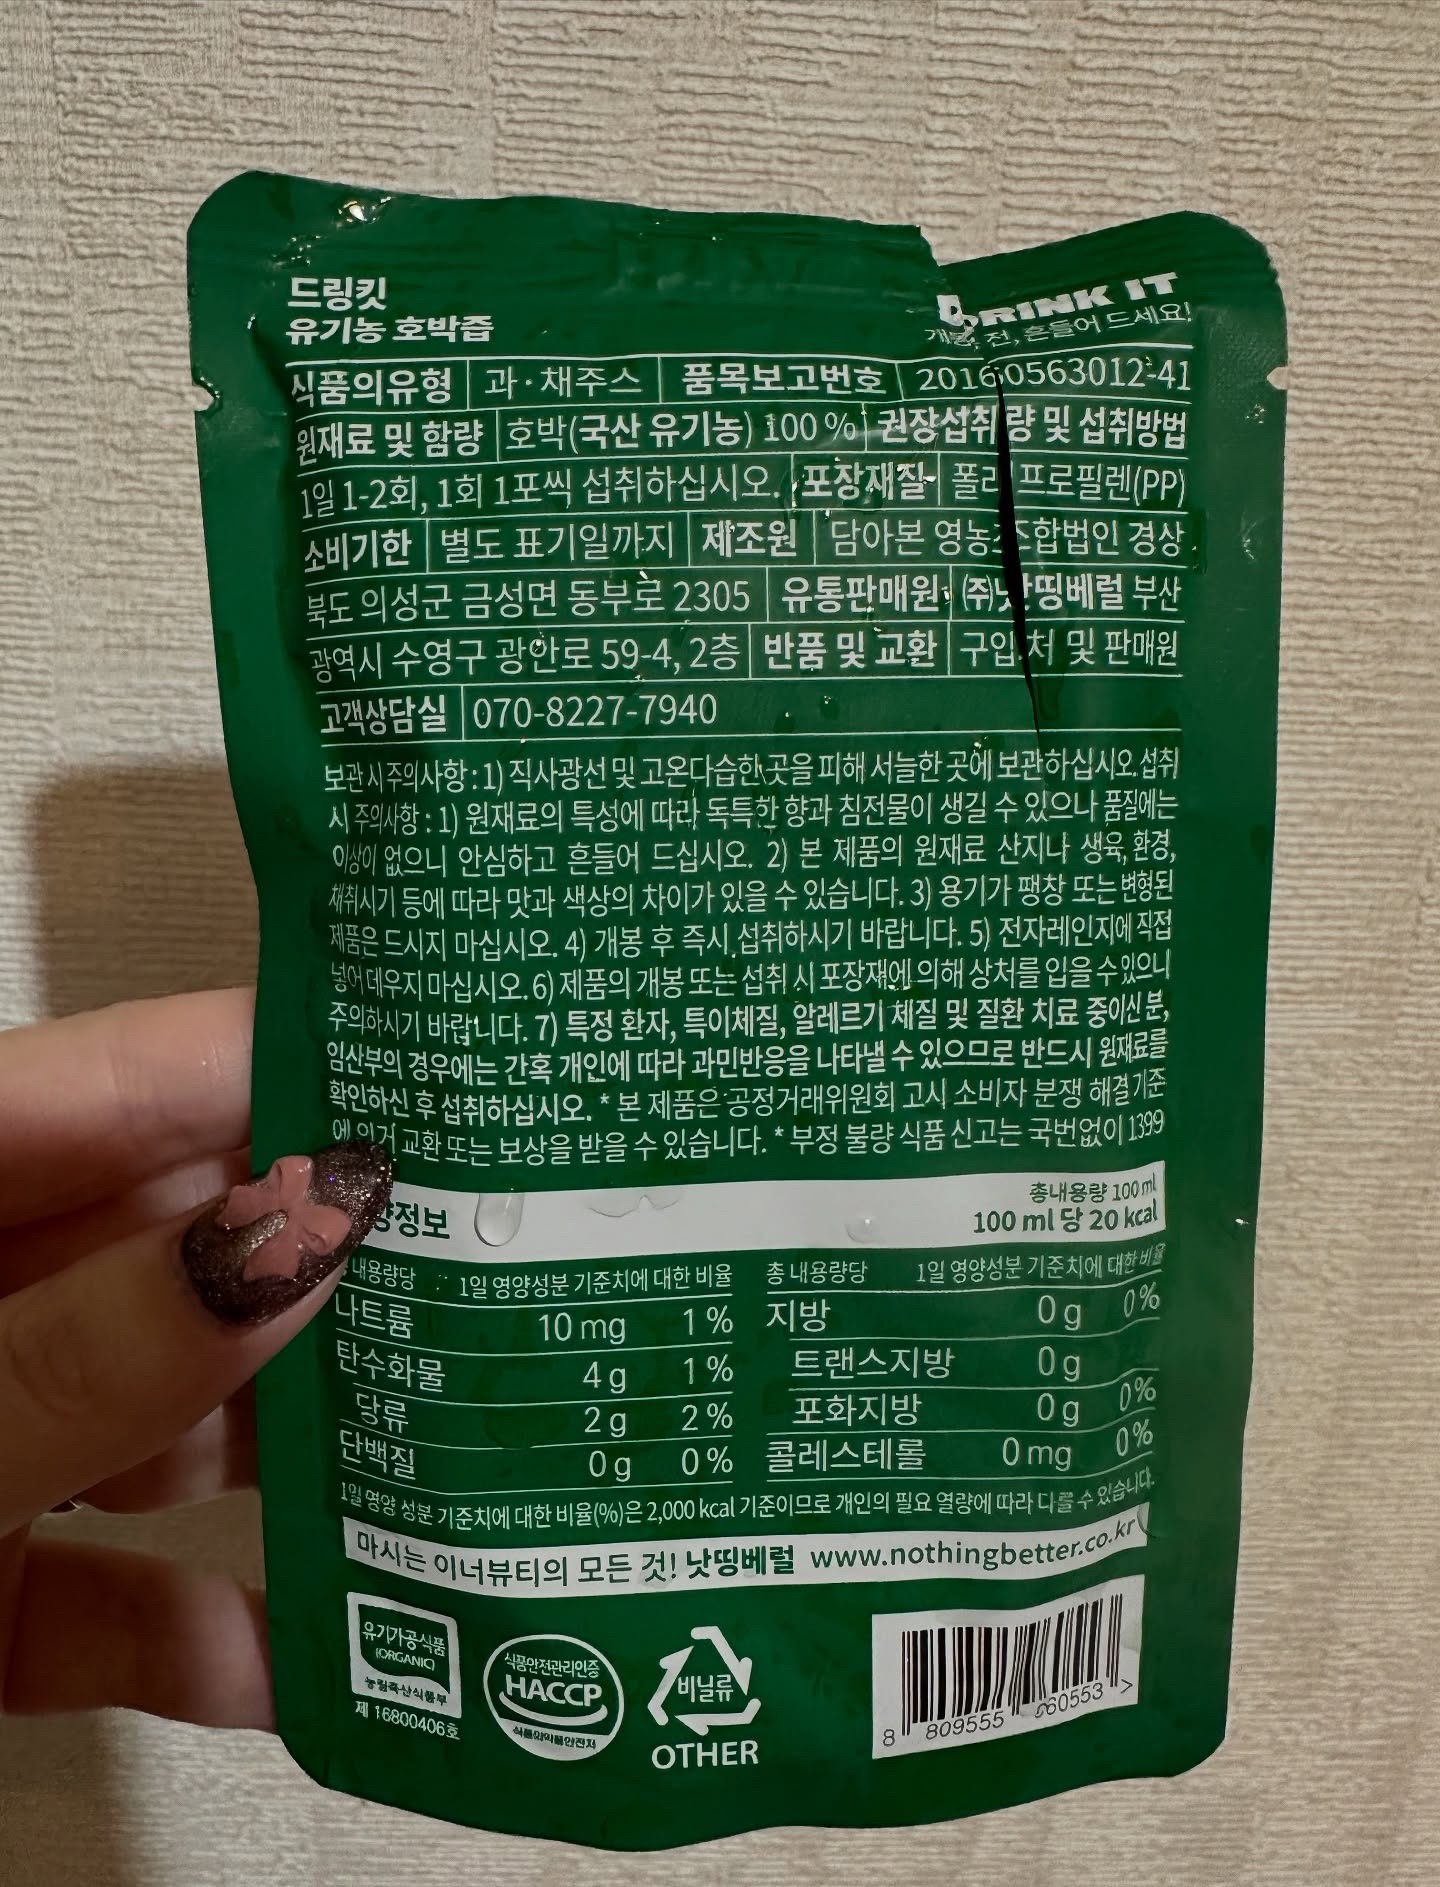 드링킷
유기농 호박즙
DRINK IT
개봉 전, 흔들어 드세요!
식품의유형 과·채주스 품목보고번호 20160563012-41
원재료 및 함량 호박(국산 유기농) 100 % 권장섭취량 및 섭취방법
1일 1-2회, 1회 1포씩 섭취하십시오. 포장재질 폴리프로필렌(PP)
소비기한 별도 표기일까지 제조원 담아본 영농조합법인 경상
북도 의성군 금성면 동부로 2305 유통판매원 (주)낫띵베럴 부산
광역시 수영구 광안로 59-4, 2층 반품 및 교환 구입처 및 판매원
고객상담실 070-8227-7940
보관 시 주의사항 : 1) 직사광선 및 고온다습한 곳을 피해 서늘한 곳에 보관하십시오. 섭취
시 주의사항 : 1) 원재료의 특성에 따라 독특한 향과 침전물이 생길 수 있으나 품질에는
이상이 없으니 안심하고 흔들어 드십시오. 2) 본 제품의 원재료 산지나 생육, 환경,
채취시기 등에 따라 맛과 색상의 차이가 있을 수 있습니다. 3) 용기가 팽창 또는 변형된
제품은 드시지 마십시오. 4) 개봉 후 즉시 섭취하시기 바랍니다. 5) 전자레인지에 직접
넣어 데우지 마십시오. 6) 제품의 개봉 또는 섭취 시 포장재에 의해 상처를 입을 수 있으니
주의하시기 바랍니다. 7) 특정 환자, 특이체질, 알레르기 체질 및 질환 치료 중이신 분,
임산부의 경우에는 간혹 개인에 따라 과민반응을 나타낼 수 있으므로 반드시 원재료를
확인하신 후 섭취하십시오. * 본 제품은 공정거래위원회 고시 소비자 분쟁 해결 기준
에 의거 교환 또는 보상을 받을 수 있습니다. * 부정 불량 식품 신고는 국번없이 1399
양정보
총 내용량 100 ml
100 ml 당 20 kcal
내용량당 1일 영양성분 기준치에 대한 비율
나트륨 10 mg 1 %
탄수화물 4 g 1 %
당류 2 g 2 %
단백질 0 g 0 %
총 내용량당 1일 영양성분 기준치에 대한 비율
지방 0 g 0 %
트랜스지방 0 g
포화지방 0 g 0 %
콜레스테롤 0 mg 0 %
1일 영양 성분 기준치에 대한 비율(%)은 2,000 kcal 기준이므로 개인의 필요 열량에 따라 다를 수 있습니다.
마시는 이너뷰티의 모든 것! 낫띵베럴 www.nothingbetter.co.kr
유기가공식품
(ORGANIC)
농림축산식품부
제 16800406호
식품안전관리인증
HACCP
식품의약품안전처
비닐류
OTHER
8 809555 060553 >